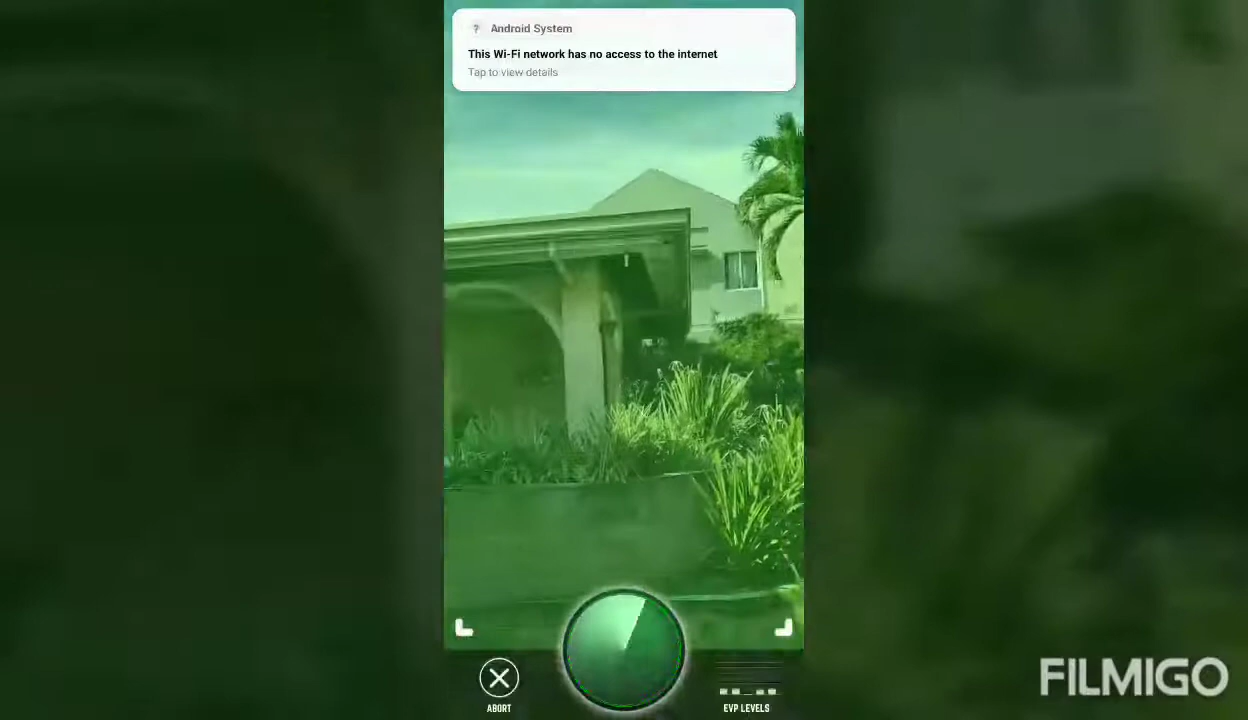 Android System
This Wi-Fi network has no access to the internet
Tap to view details
ABORT
EVP LEVELS
FILMIGO